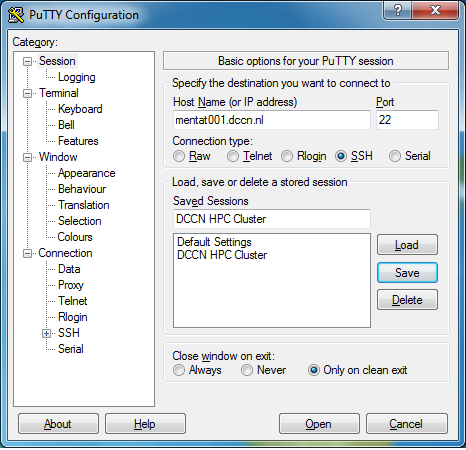 PuTTY Configuration
Category:
Session
Logging
Terminal
Keyboard
Bell
Features
Window
Appearance
Behaviour
Translation
Selection
Colours
Connection
Data
Proxy
Telnet
Rlogin
SSH
Serial
Basic options for your PuTTY session
Specify the destination you want to connect to
Host Name (or IP address) Port
mentat001.dccn.nl 22
Connection type:
Raw Telnet Rlogin SSH Serial
Load, save or delete a stored session
Saved Sessions
DCCN HPC Cluster
Default Settings
DCCN HPC Cluster
Load
Save
Delete
Close window on exit:
Always Never Only on clean exit
About Help Open Cancel